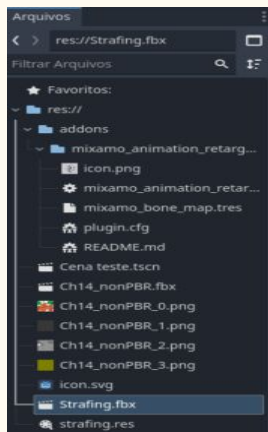 Arquivos
res://Strafing.fbx
Filtrar Arquivos
Favoritos:
res://
addons
mixamo_animation_retarg...
icon.png
mixamo_animation_retar...
mixamo_bone_map.tres
plugin.cfg
README.md
Cena teste.tscn
Ch14_nonPBR.fbx
Ch14_nonPBR_0.png
Ch14_nonPBR_1.png
Ch14_nonPBR_2.png
Ch14_nonPBR_3.png
icon.svg
Strafing.fbx
strafing.res